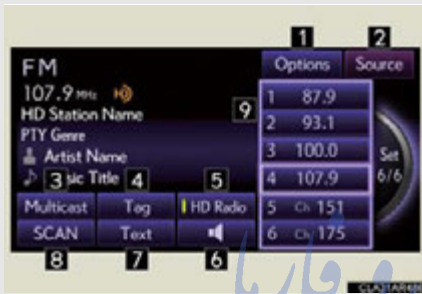 1 2
Options Source
FM
107.9 MHz HD
HD Station Name
PTY Genre
Artist Name
3 sic Title 4 5
9
1 87.9
2 93.1
3 100.0
4 107.9
5 Ch 151
6 Ch 175
Set
6/6
Multicast Tag HD Radio
SCAN Text
8 7 6